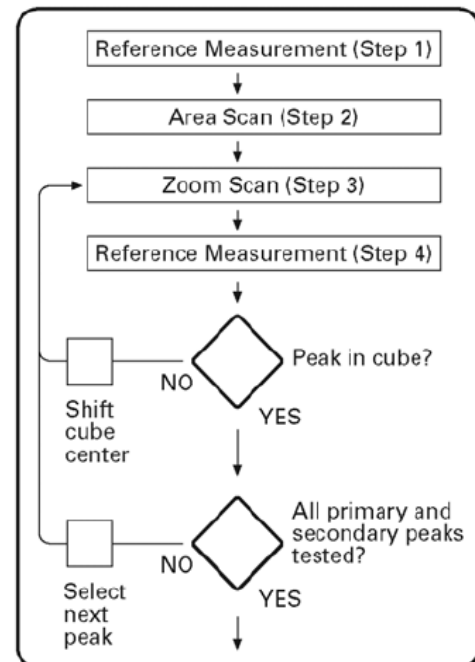 Reference Measurement (Step 1)
Area Scan (Step 2)
Zoom Scan (Step 3)
Reference Measurement (Step 4)
Peak in cube?
NO
YES
Shift
cube
center
All primary and
secondary peaks
tested?
NO
YES
Select
next
peak